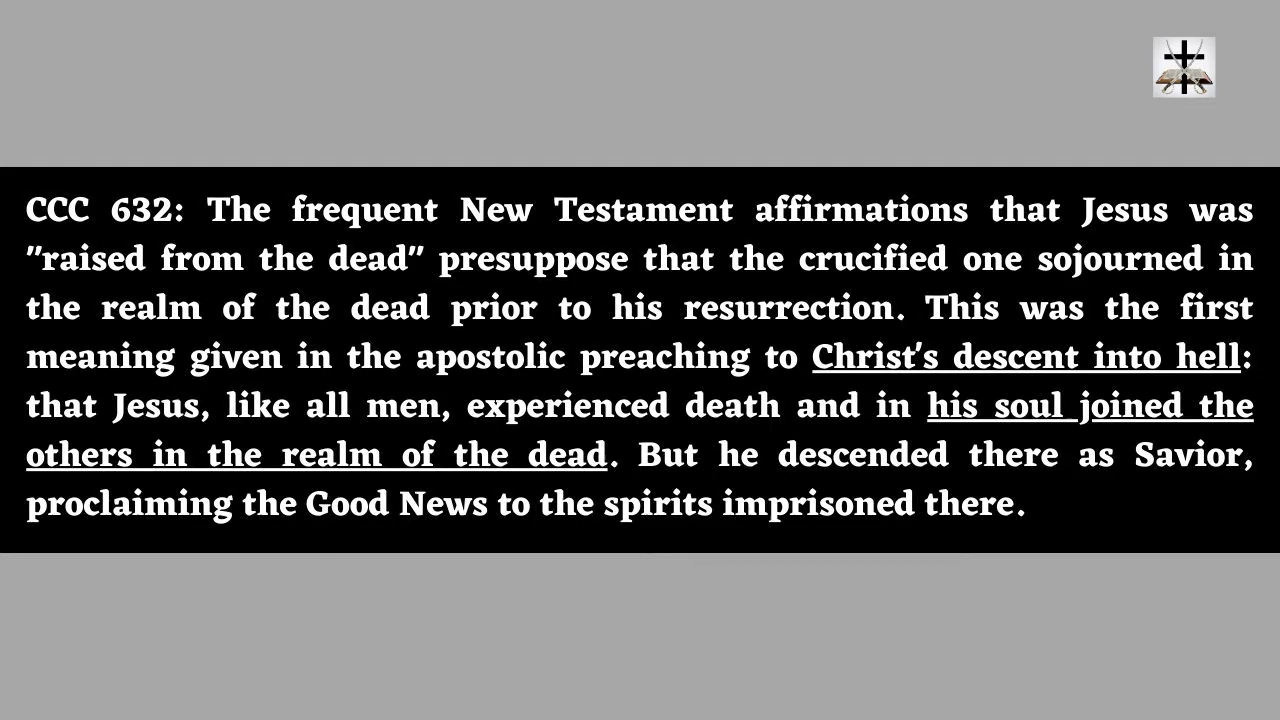 CCC 632: The frequent New Testament affirmations that Jesus was
"raised from the dead" presuppose that the crucified one sojourned in
the realm of the dead prior to his resurrection. This was the first
meaning given in the apostolic preaching to Christ's descent into hell:
that Jesus, like all men, experienced death and in his soul joined the
others in the realm of the dead. But he descended there as Savior,
proclaiming the Good News to the spirits imprisoned there.